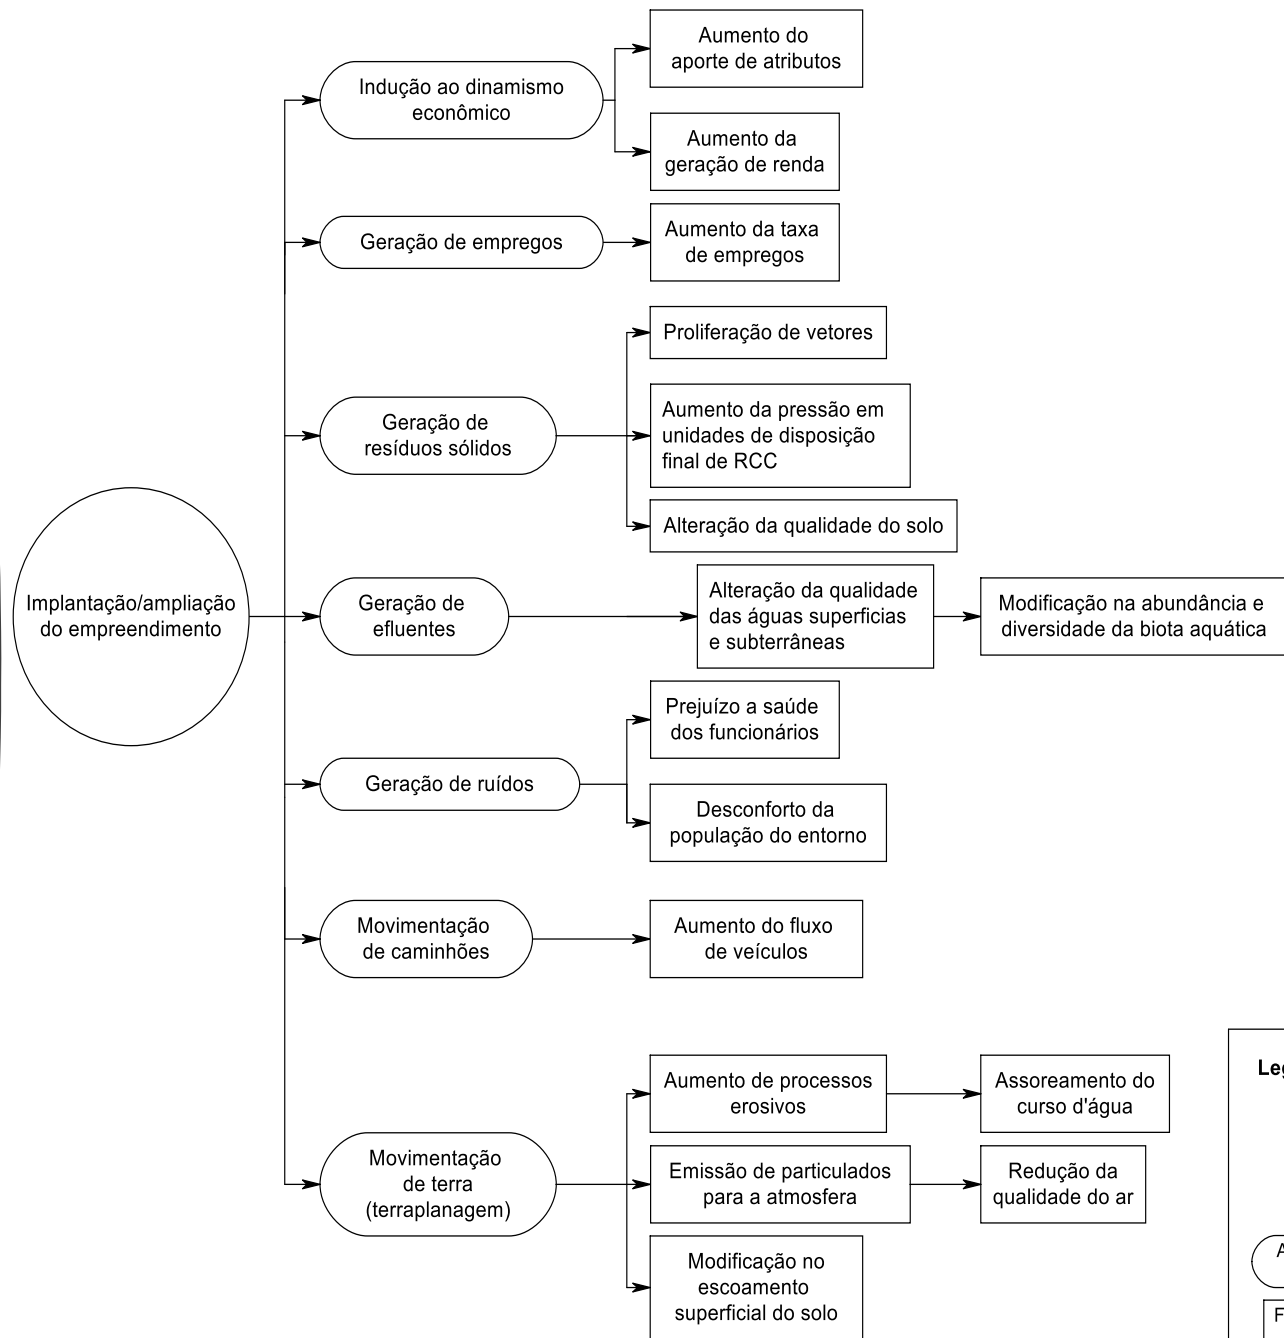 Aumento do
aporte de atributos
Indução ao dinamismo
econômico
Aumento da
geração de renda
Geração de empregos
Aumento da taxa
de empregos
Proliferação de vetores
Geração de
resíduos sólidos
Aumento da pressão em
unidades de disposição
final de RCC
Alteração da qualidade do solo
Implantação/ampliação
do empreendimento
Geração de
efluentes
Alteração da qualidade
das águas superficias
e subterrâneas
Modificação na abundância e
diversidade da biota aquática
Prejuízo a saúde
dos funcionários
Geração de ruídos
Desconforto da
população do entorno
Movimentação
de caminhões
Aumento do fluxo
de veículos
Aumento de processos
erosivos
Assoreamento do
curso d'água
Movimentação
de terra
(terraplanagem)
Emissão de particulados
para a atmosfera
Redução da
qualidade do ar
Modificação no
escoamento
superficial do solo